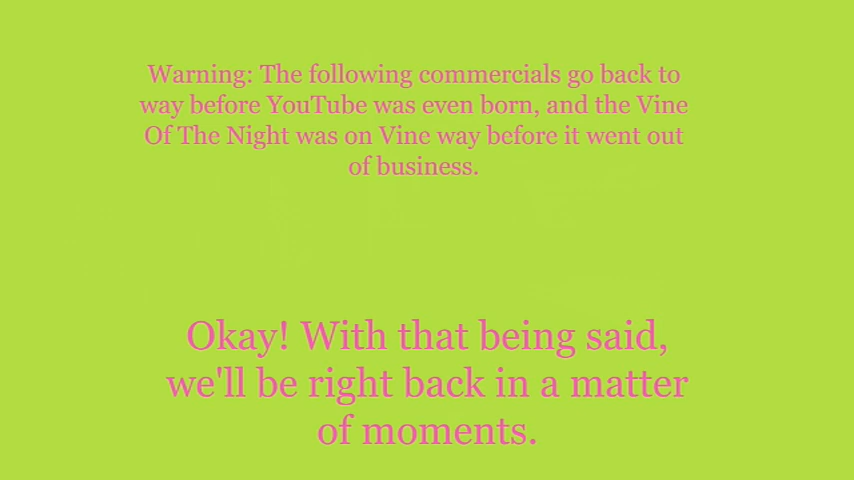 Warning: The following commercials go back to
way before YouTube was even born, and the Vine
Of The Night was on Vine way before it went out
of business.
Okay! With that being said,
we'll be right back in a matter
of moments.